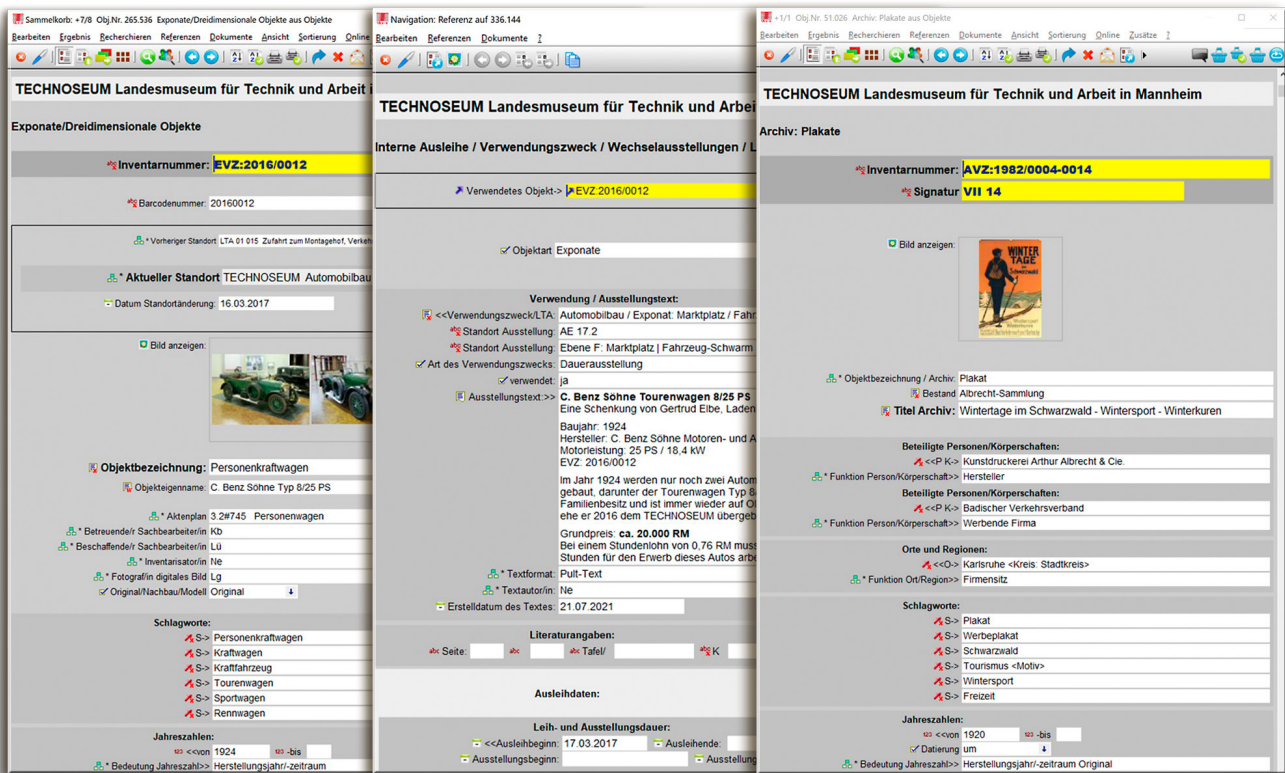 Sammelkorb: +7/8 Obj.Nr. 265.536 Exponate/Dreidimensionale Objekte aus Objekte
Bearbeiten Ergebnis Recherchieren Referenzen Dokumente Ansicht Sortierung Online
TECHNOSEUM Landesmuseum für Technik und Arbeit i
Exponate/Dreidimensionale Objekte
Inventarnummer: EVZ:2016/0012
Barcodenummer: 20160012
* Vorheriger Standort LTA 01 015 Zufahrt zum Montagehof, Verkeh
* Aktueller Standort TECHNOSEUM Automobilbau
Datum Standortänderung: 16.03.2017
Bild anzeigen:
Objektbezeichnung: Personenkraftwagen
Objekteigenname: C. Benz Söhne Typ 8/25 PS
* Aktenplan 3.2#745 Personenwagen
* Betreuende/r Sachbearbeiter/in Kb
* Beschaffende/r Sachbearbeiter/in Lü
* Inventarisator/in Ne
* Fotograf/in digitales Bild Lg
Original/Nachbau/Modell Original
Schlagworte:
S-> Personenkraftwagen
S-> Kraftwagen
S-> Kraftfahrzeug
S-> Tourenwagen
S-> Sportwagen
S-> Rennwagen
Jahreszahlen:
123 <<von 1924 123 -bis
* Bedeutung Jahreszahl>> Herstellungsjahr/-zeitraum
Navigation: Referenz auf 336.144
Bearbeiten Referenzen Dokumente ?
TECHNOSEUM Landesmuseum für Technik und Arbei
Interne Ausleihe / Verwendungszweck / Wechselausstellungen / L
Verwendetes Objekt-> EVZ:2016/0012
Objektart Exponate
Verwendung / Ausstellungstext:
<<Verwendungszweck/LTA: Automobilbau / Exponat: Marktplatz / Fahr
abc Standort Ausstellung: AE 17.2
abc Standort Ausstellung: Ebene F: Marktplatz | Fahrzeug-Schwarm
Art des Verwendungszwecks: Dauerausstellung
verwendet: ja
Ausstellungstext:>> C. Benz Söhne Tourenwagen 8/25 PS
Eine Schenkung von Gertrud Elbe, Laden
Baujahr: 1924
Hersteller: C. Benz Söhne Motoren- und A
Motorleistung: 25 PS / 18,4 kW
EVZ: 2016/0012
Im Jahr 1924 werden nur noch zwei Autom
gebaut, darunter der Tourenwagen Typ 8/
Familienbesitz und ist immer wieder auf Ol
ehe er 2016 dem TECHNOSEUM übergeb
Grundpreis: ca. 20.000 RM
Bei einem Stundenlohn von 0,76 RM muss
Stunden für den Erwerb dieses Autos arbe
* Textformat: Pult-Text
* Textautor/in: Ne
Erstelldatum des Textes: 21.07.2021
Literaturangaben:
abc Seite: abc abc Tafel/ abc K
Ausleihdaten:
Leih- und Ausstellungsdauer:
<<Ausleihbeginn: 17.03.2017 Ausleihende:
Ausstellungsbeginn: Ausstellung
+1/1 Obj.Nr. 51.026 Archiv: Plakate aus Objekte
Bearbeiten Ergebnis Recherchieren Referenzen Dokumente Ansicht Sortierung Online Zusätze ?
TECHNOSEUM Landesmuseum für Technik und Arbeit in Mannheim
Archiv: Plakate
Inventarnummer: AVZ:1982/0004-0014
Signatur VII 14
Bild anzeigen:
WINTER
TAGE
im
Schwarzwald
Wintersport
Winterkuren
* Objektbezeichnung / Archiv: Plakat
Bestand Albrecht-Sammlung
Titel Archiv: Wintertage im Schwarzwald - Wintersport - Winterkuren
Beteiligte Personen/Körperschaften:
<<P K-> Kunstdruckerei Arthur Albrecht & Cie.
* Funktion Person/Körperschaft>> Hersteller
Beteiligte Personen/Körperschaften:
<<P K-> Badischer Verkehrsverband
* Funktion Person/Körperschaft>> Werbende Firma
Orte und Regionen:
<<O-> Karlsruhe <Kreis: Stadtkreis>
* Funktion Ort/Region>> Firmensitz
Schlagworte:
S-> Plakat
S-> Werbeplakat
S-> Schwarzwald
S-> Tourismus <Motiv>
S-> Wintersport
S-> Freizeit
Jahreszahlen:
123 <<von 1920 123 -bis
Datierung um
* Bedeutung Jahreszahl>> Herstellungsjahr/-zeitraum Original